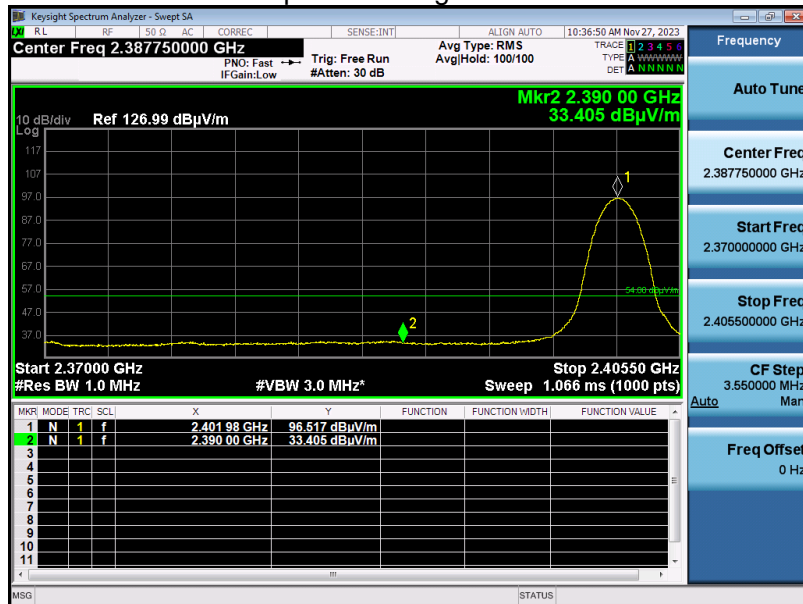 Keysight Spectrum Analyzer - Swept SA
RL RF 50 Ω AC CORREC SENSE:INT ALIGN AUTO 10:36:50 AM Nov 27, 2023
Center Freq 2.387750000 GHz
PNO: Fast
IFGain:Low
Trig: Free Run
#Atten: 30 dB
Avg Type: RMS
Avg|Hold: 100/100
TRACE 1 2 3 4 5 6
TYPE A WWWWW
DET A N N N N N
Mkr2 2.390 00 GHz
33.405 dBµV/m
10 dB/div Ref 126.99 dBµV/m
Log
117
107
97.0
87.0
77.0
67.0
57.0
47.0
37.0
1
54.00 dBµV/m
2
Start 2.37000 GHz Stop 2.40550 GHz
#Res BW 1.0 MHz #VBW 3.0 MHz* Sweep 1.066 ms (1000 pts)
MKR MODE TRC SCL X Y FUNCTION FUNCTION WIDTH FUNCTION VALUE
1 N 1 f 2.401 98 GHz 96.517 dBµV/m
2 N 1 f 2.390 00 GHz 33.405 dBµV/m
3
4
5
6
7
8
9
10
11
MSG STATUS
Frequency
Auto Tune
Center Freq
2.387750000 GHz
Start Freq
2.370000000 GHz
Stop Freq
2.405500000 GHz
CF Step
3.550000 MHz
Auto Man
Freq Offset
0 Hz